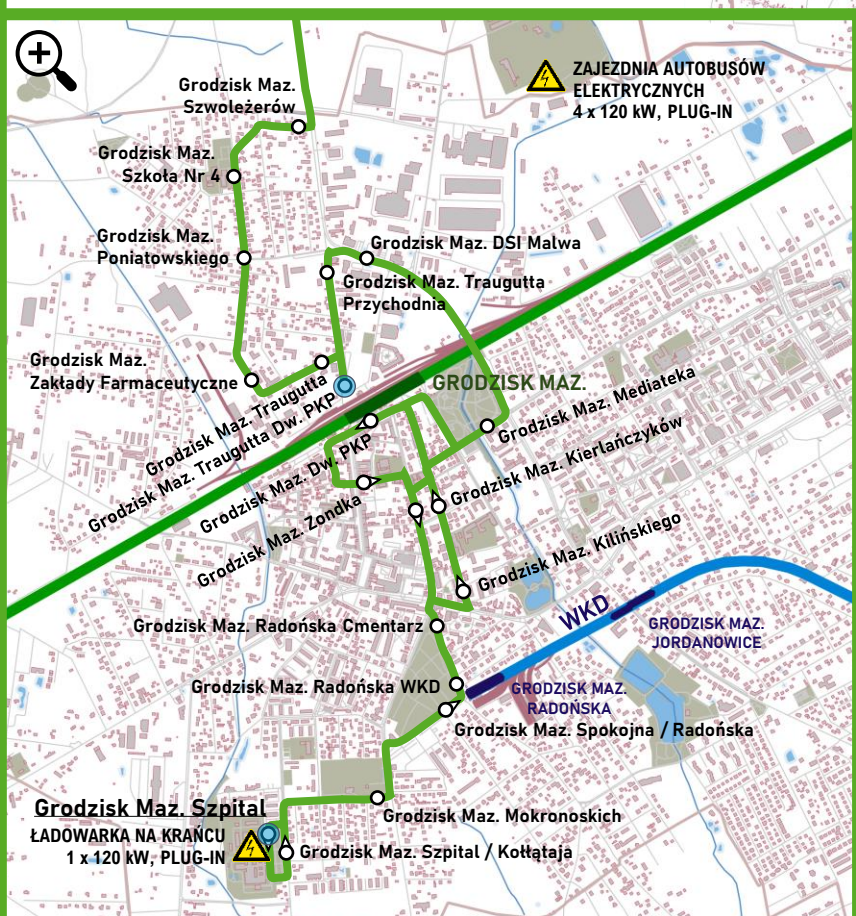 ZAJEZDNIA AUTOBUSÓW
ELEKTRYCZNYCH
4 x 120 kW, PLUG-IN
Grodzisk Maz.
Szwoleżerów
Grodzisk Maz.
Szkoła Nr 4
Grodzisk Maz.
Poniatowskiego
Grodzisk Maz. DSI Malwa
Grodzisk Maz. Traugutta
Przychodnia
Grodzisk Maz.
Zakłady Farmaceutyczne
GRODZISK MAZ.
Grodzisk Maz. Traugutta
Grodzisk Maz. Traugutta Dw. PKP
Grodzisk Maz. Mediateka
Grodzisk Maz. Dw. PKP
Grodzisk Maz. Kierlańczyków
Grodzisk Maz. Żondka
Grodzisk Maz. Kilińskiego
WKD
GRODZISK MAZ.
JORDANOWICE
Grodzisk Maz. Radońska Cmentarz
Grodzisk Maz. Radońska WKD
GRODZISK MAZ.
RADOŃSKA
Grodzisk Maz. Spokojna / Radońska
Grodzisk Maz. Szpital
ŁADOWARKA NA KRAŃCU
1 x 120 kW, PLUG-IN
Grodzisk Maz. Mokronoskich
Grodzisk Maz. Szpital / Kołłątaja